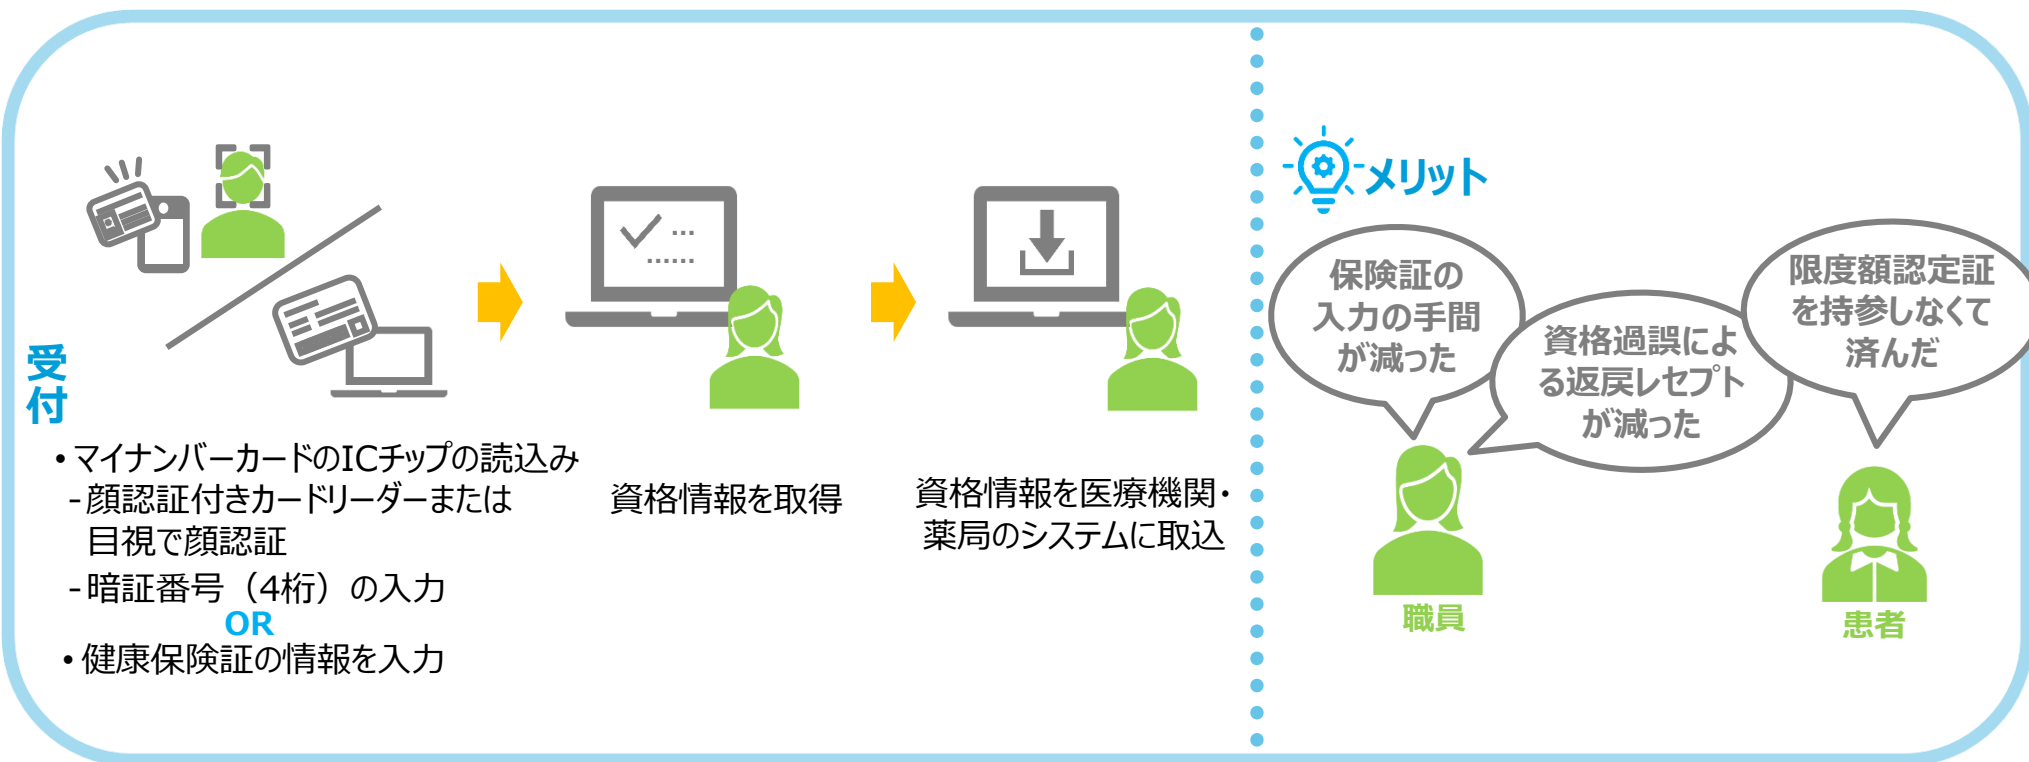 受付
・マイナンバーカードのICチップの読込み
-顔認証付きカードリーダーまたは
目視で顔認証
-暗証番号（4桁）の入力
OR
・健康保険証の情報を入力
... 
......
資格情報を取得
資格情報を医療機関・
薬局のシステムに取込
メリット
保険証の
入力の手間
が減った
資格過誤によ
る返戻レセプト
が減った
職員
限度額認定証
を持参しなくて
済んだ
患者